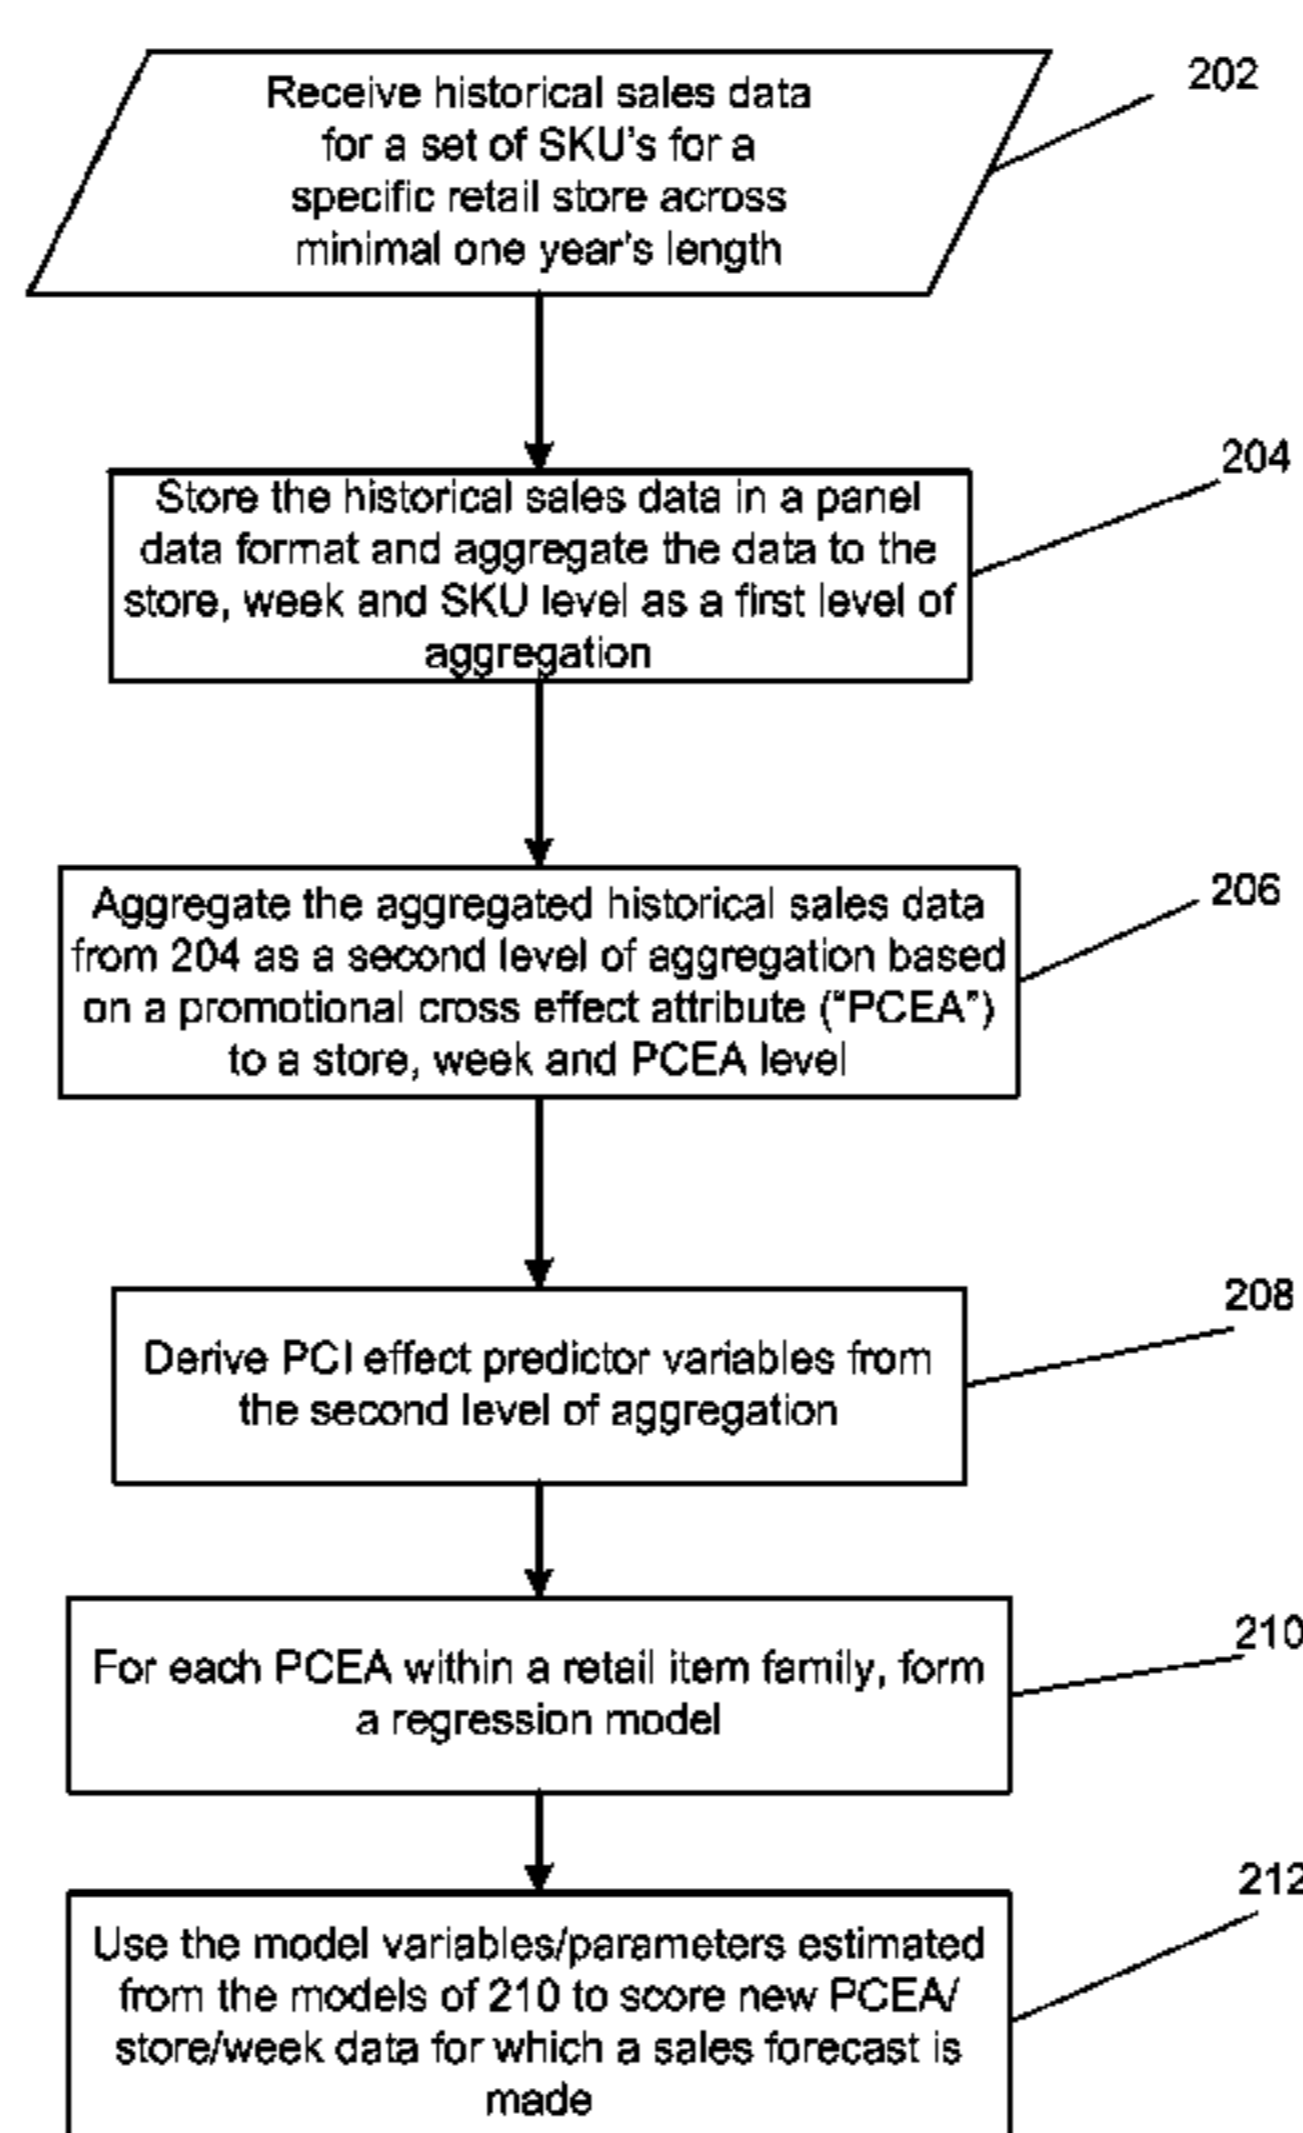 Receive historical sales data
for a set of SKU's for a
specific retail store across
minimal one year's length
202
Store the historical sales data in a panel
data format and aggregate the data to the
store, week and SKU level as a first level of
aggregation
204
Aggregate the aggregated historical sales data
from 204 as a second level of aggregation based
on a promotional cross effect attribute ("PCEA")
to a store, week and PCEA level
206
Derive PCI effect predictor variables from
the second level of aggregation
208
For each PCEA within a retail item family, form
a regression model
210
Use the model variables/parameters estimated
from the models of 210 to score new PCEA/
store/week data for which a sales forecast is
made
212